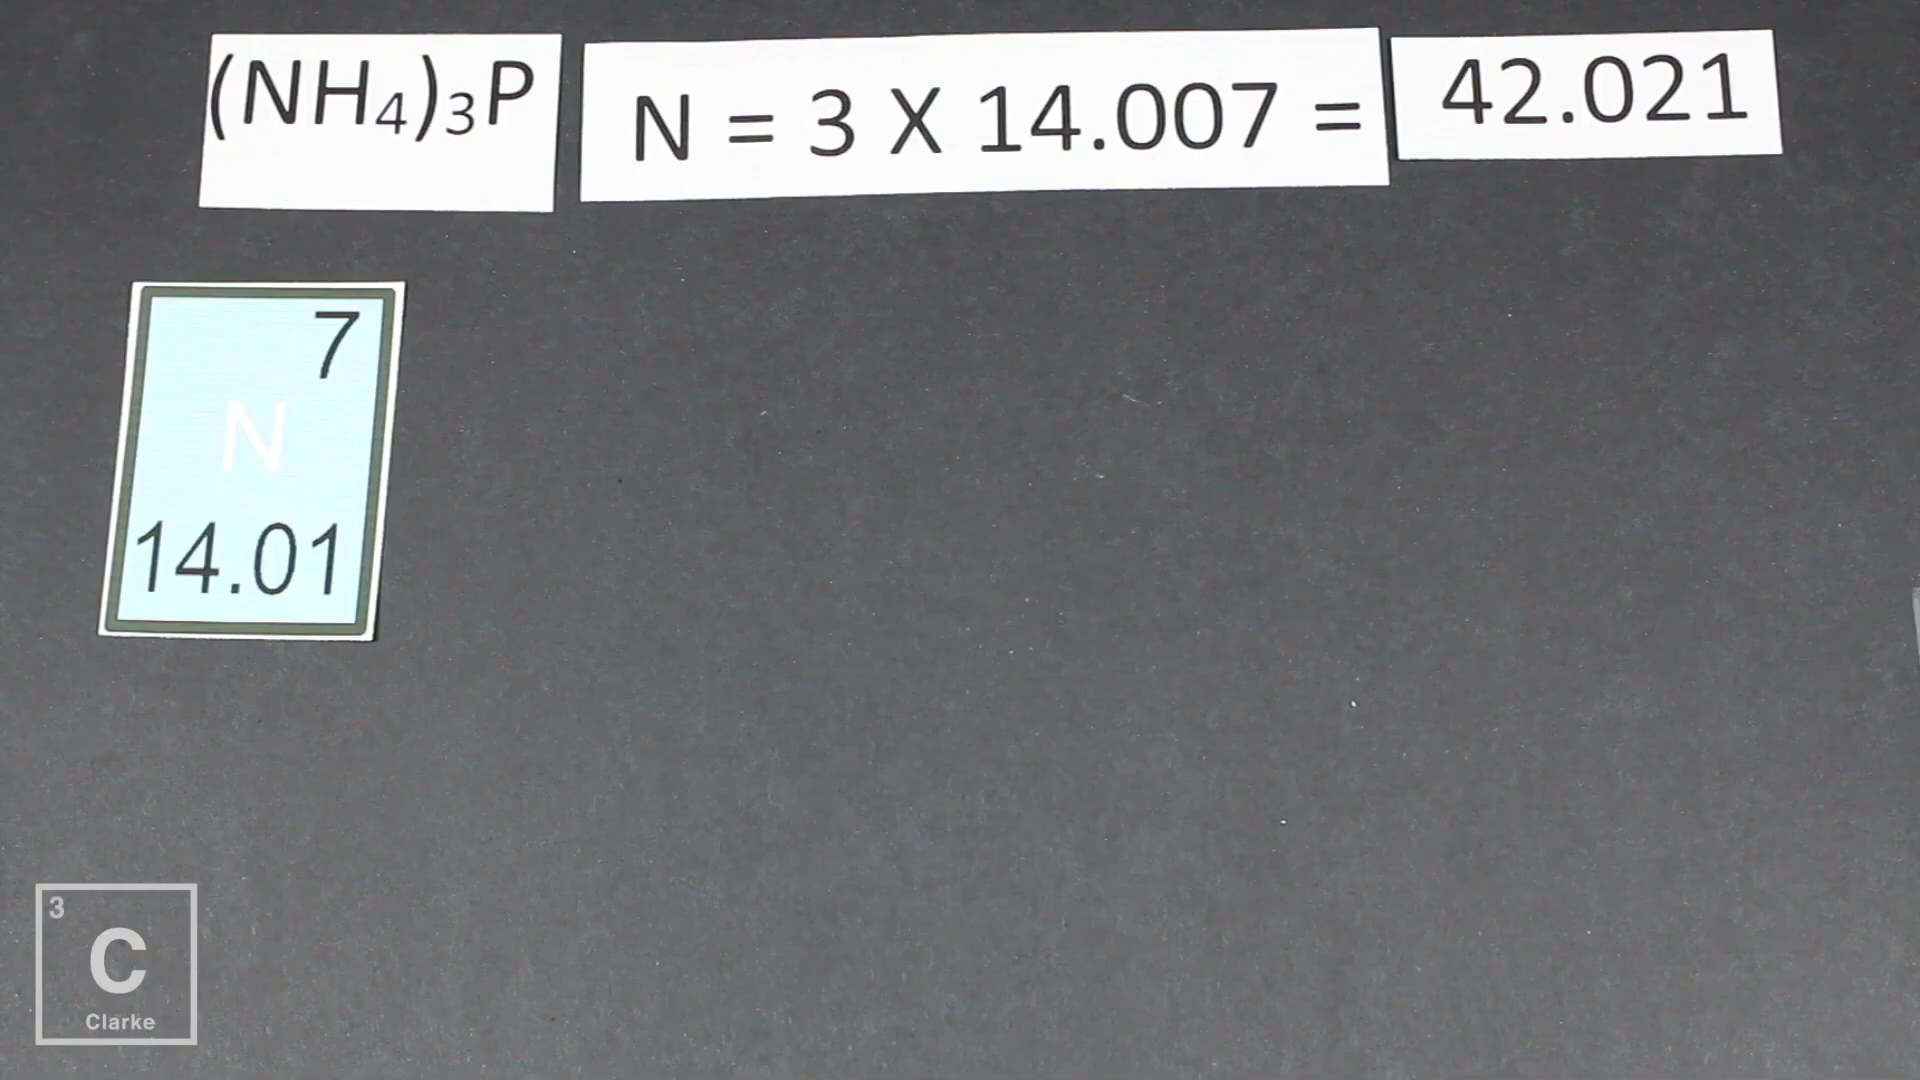 (NH₄)₃P
N = 3 X 14.007 =
42.021
7
N
14.01
3
C
Clarke